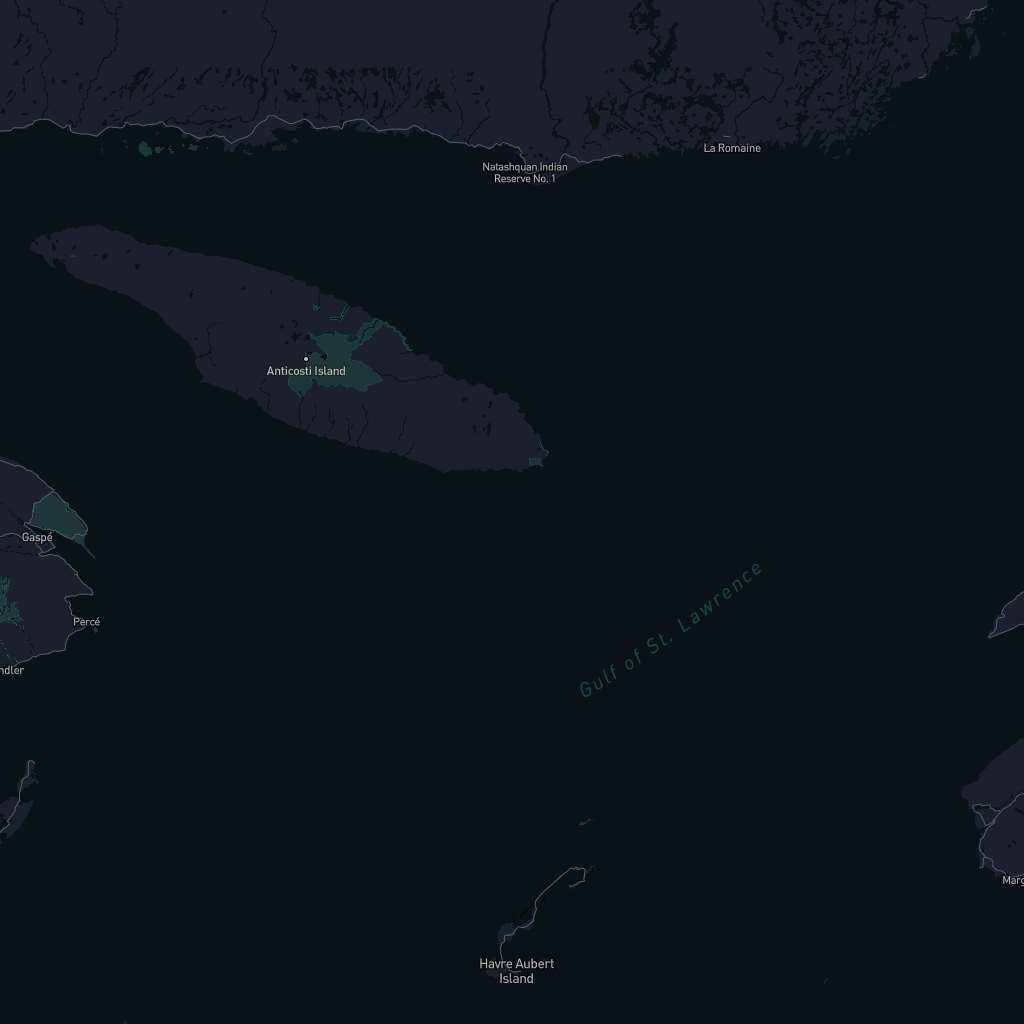 La Romaine
Natashquan Indian
Reserve No. 1
Anticosti Island
Gaspé
Percé
ndler
Gulf of St. Lawrence
Marg
Havre Aubert
Island